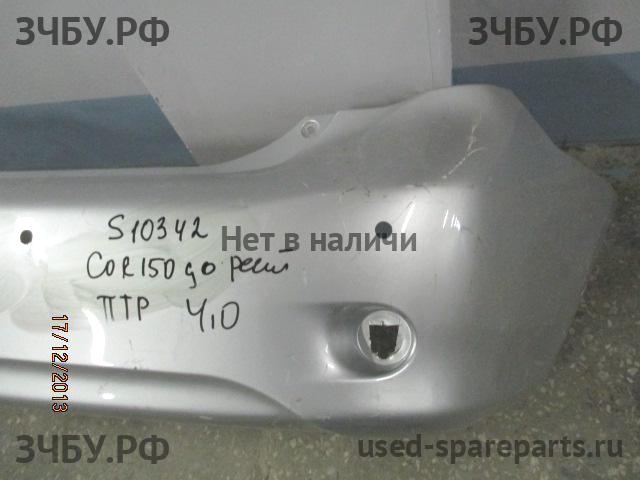 ЗЧБУ.РФ
ЗЧБУ.РФ
S10342
Нет в наличи
COR150 до рест
ПТР 4,0
17/12/2013
ЗЧБУ.РФ
used-spareparts.ru